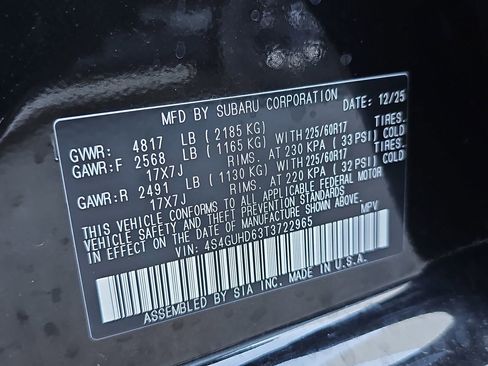 MFD BY SUBARU CORPORATION DATE: 12/25
GVWR: 4817 LB (2185 KG)
GAWR:F 2568 LB (1165 KG) WITH 225/60R17 TIRES.
17X7J RIMS. AT 230 KPA (33 PSI) COLD
GAWR:R 2491 LB (1130 KG) WITH 225/60R17 TIRES.
17X7J RIMS. AT 220 KPA (32 PSI) COLD
THIS VEHICLE CONFORMS TO ALL APPLICABLE FEDERAL MOTOR
VEHICLE SAFETY AND THEFT PREVENTION STANDARDS
IN EFFECT ON THE DATE OF MANUFACTURE SHOWN ABOVE.
VIN: 4S4GUHD63T3722965 MPV
ASSEMBLED BY SIA INC. MADE IN U.S.A.